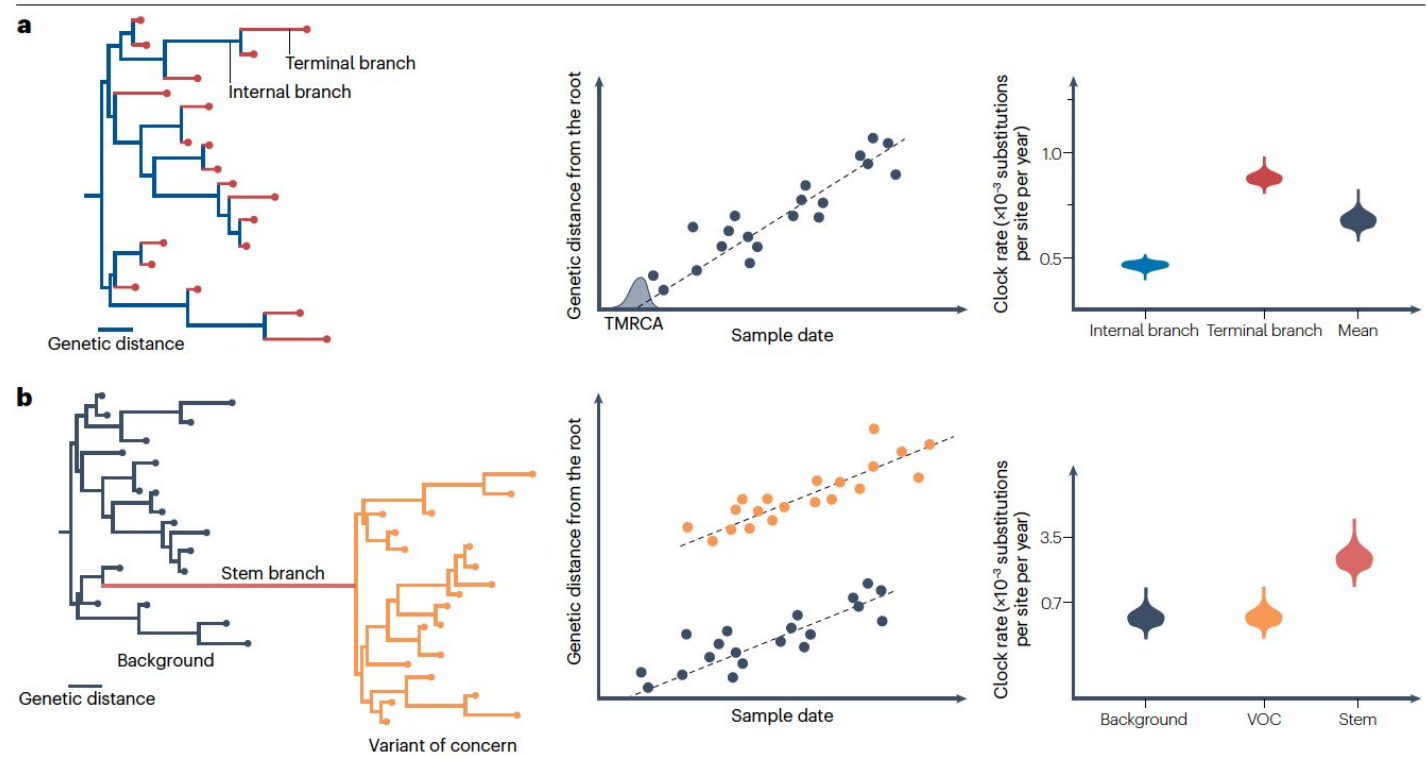 a
Terminal branch
Internal branch
Genetic distance
Genetic distance from the root
TMRCA
Sample date
Clock rate (×10⁻³ substitutions
per site per year)
1.0
0.5
Internal branch
Terminal branch
Mean
b
Stem branch
Background
Genetic distance
Variant of concern
Genetic distance from the root
Sample date
Clock rate (×10⁻³ substitutions
per site per year)
3.5
0.7
Background
VOC
Stem